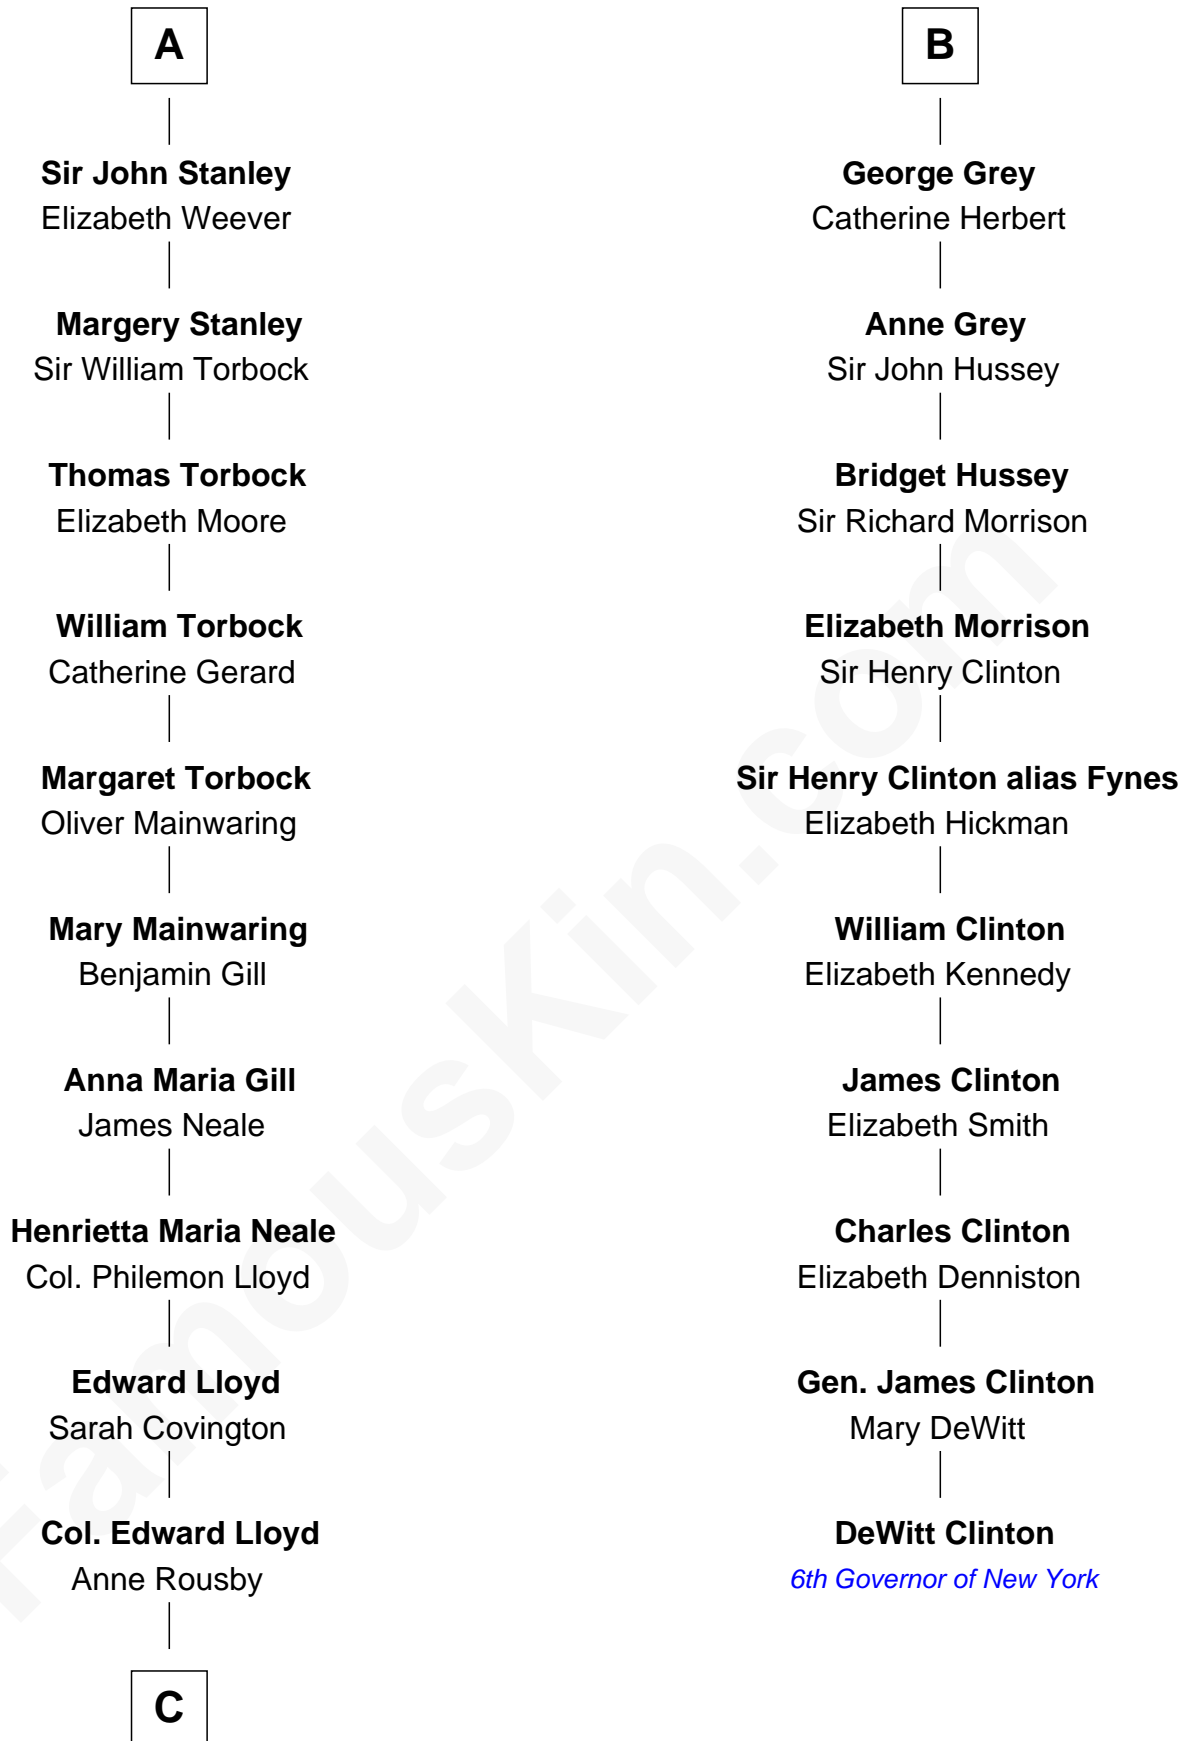 A
Sir John Stanley
Elizabeth Weever
Margery Stanley
Sir William Torbock
Thomas Torbock
Elizabeth Moore
William Torbock
Catherine Gerard
Margaret Torbock
Oliver Mainwaring
Mary Mainwaring
Benjamin Gill
Anna Maria Gill
James Neale
Henrietta Maria Neale
Col. Philemon Lloyd
Edward Lloyd
Sarah Covington
Col. Edward Lloyd
Anne Rousby
C
B
George Grey
Catherine Herbert
Anne Grey
Sir John Hussey
Bridget Hussey
Sir Richard Morrison
Elizabeth Morrison
Sir Henry Clinton
Sir Henry Clinton alias Fynes
Elizabeth Hickman
William Clinton
Elizabeth Kennedy
James Clinton
Elizabeth Smith
Charles Clinton
Elizabeth Denniston
Gen. James Clinton
Mary DeWitt
DeWitt Clinton
6th Governor of New York
FamousKin.com